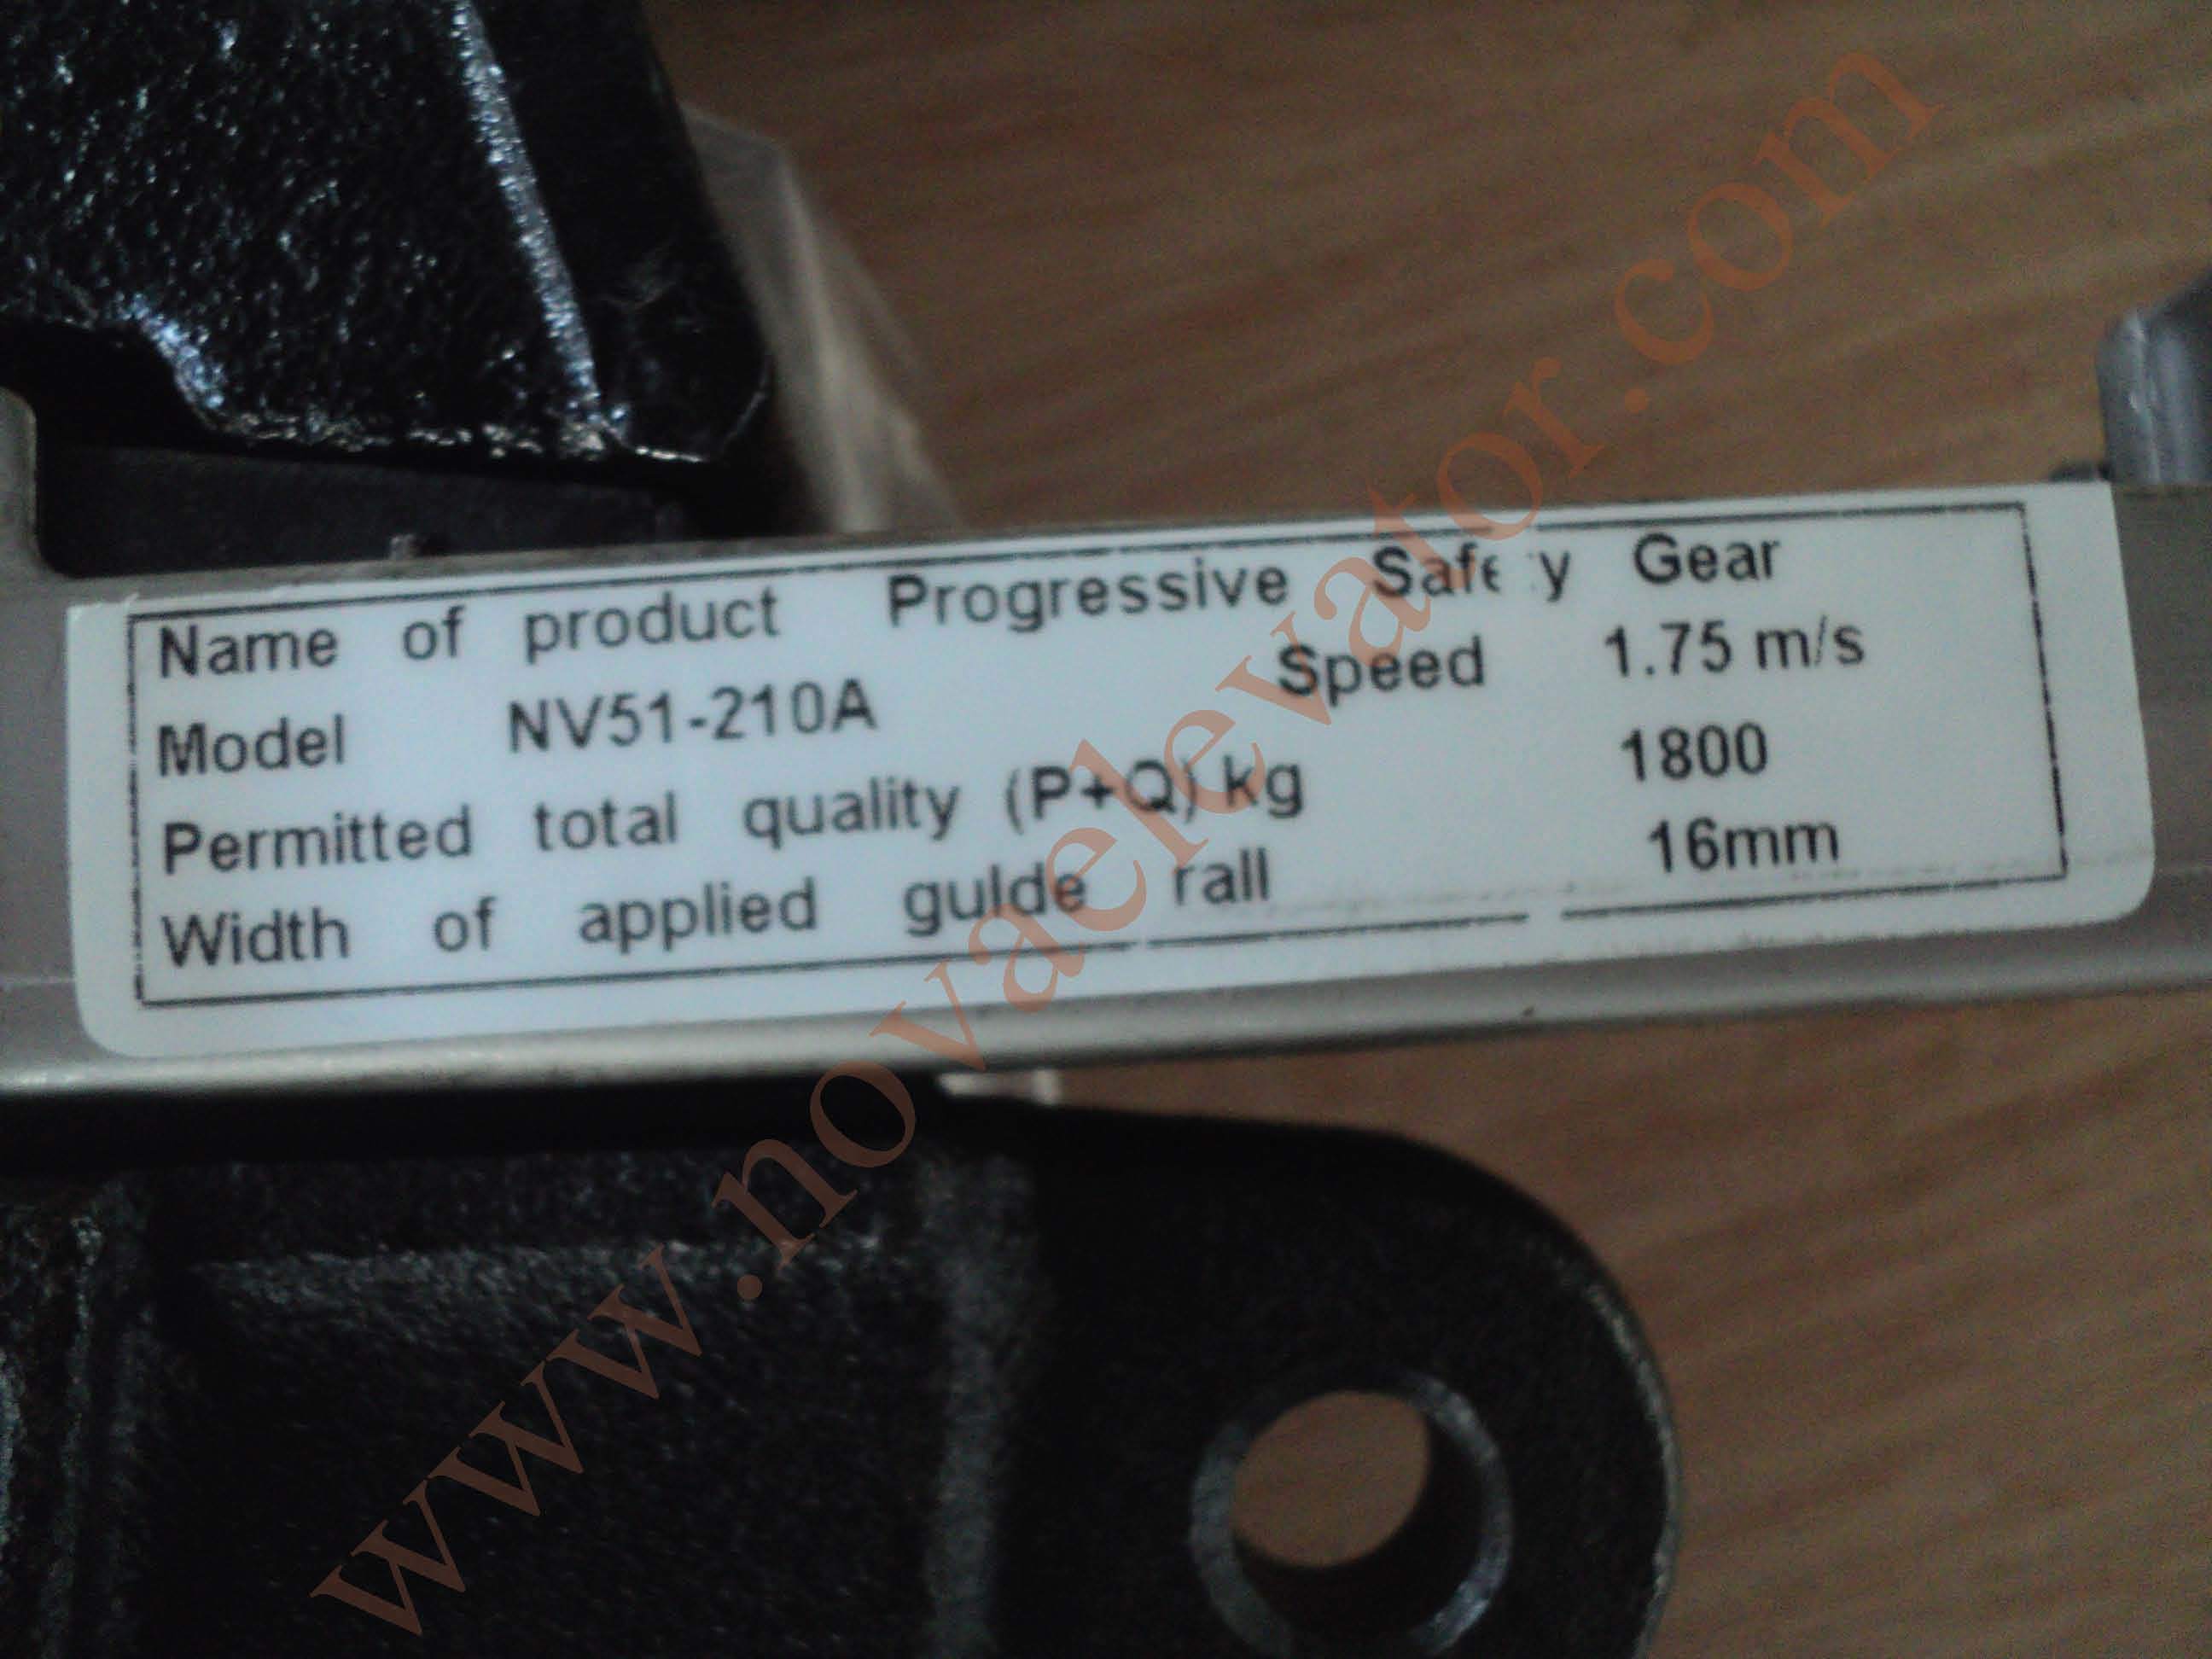 Name of product Progressive Safety Gear
Model NV51-210A Speed 1.75 m/s
Permitted total quality (P+Q) kg 1800
Width of applied gulde rall 16mm
www.novaelevator.com